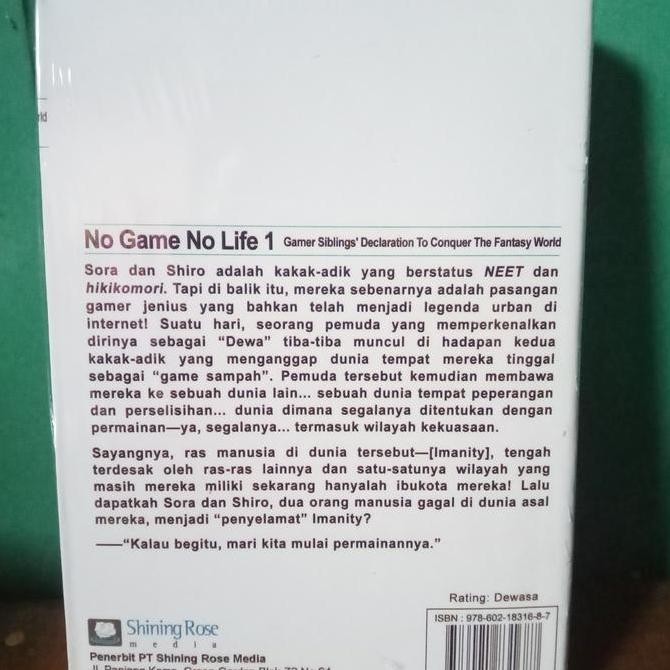 No Game No Life 1 Gamer Siblings' Declaration To Conquer The Fantasy World
Sora dan Shiro adalah kakak-adik yang berstatus NEET dan
hikikomori. Tapi di balik itu, mereka sebenarnya adalah pasangan
gamer jenius yang bahkan telah menjadi legenda urban di
internet! Suatu hari, seorang pemuda yang memperkenalkan
dirinya sebagai “Dewa” tiba-tiba muncul di hadapan kedua
kakak-adik yang menganggap dunia tempat mereka tinggal
sebagai “game sampah”. Pemuda tersebut kemudian membawa
mereka ke sebuah dunia lain... sebuah dunia tempat peperangan
dan perselisihan... dunia dimana segalanya ditentukan dengan
permainan—ya, segalanya... termasuk wilayah kekuasaan.
Sayangnya, ras manusia di dunia tersebut—[Imanity], tengah
terdesak oleh ras-ras lainnya dan satu-satunya wilayah yang
masih mereka miliki sekarang hanyalah ibukota mereka! Lalu
dapatkah Sora dan Shiro, dua orang manusia gagal di dunia asal
mereka, menjadi “penyelamat” Imanity?
——“Kalau begitu, mari kita mulai permainannya.”
Rating: Dewasa
ISBN : 978-602-18316-8-7
Shining Rose
media
Penerbit PT Shining Rose Media